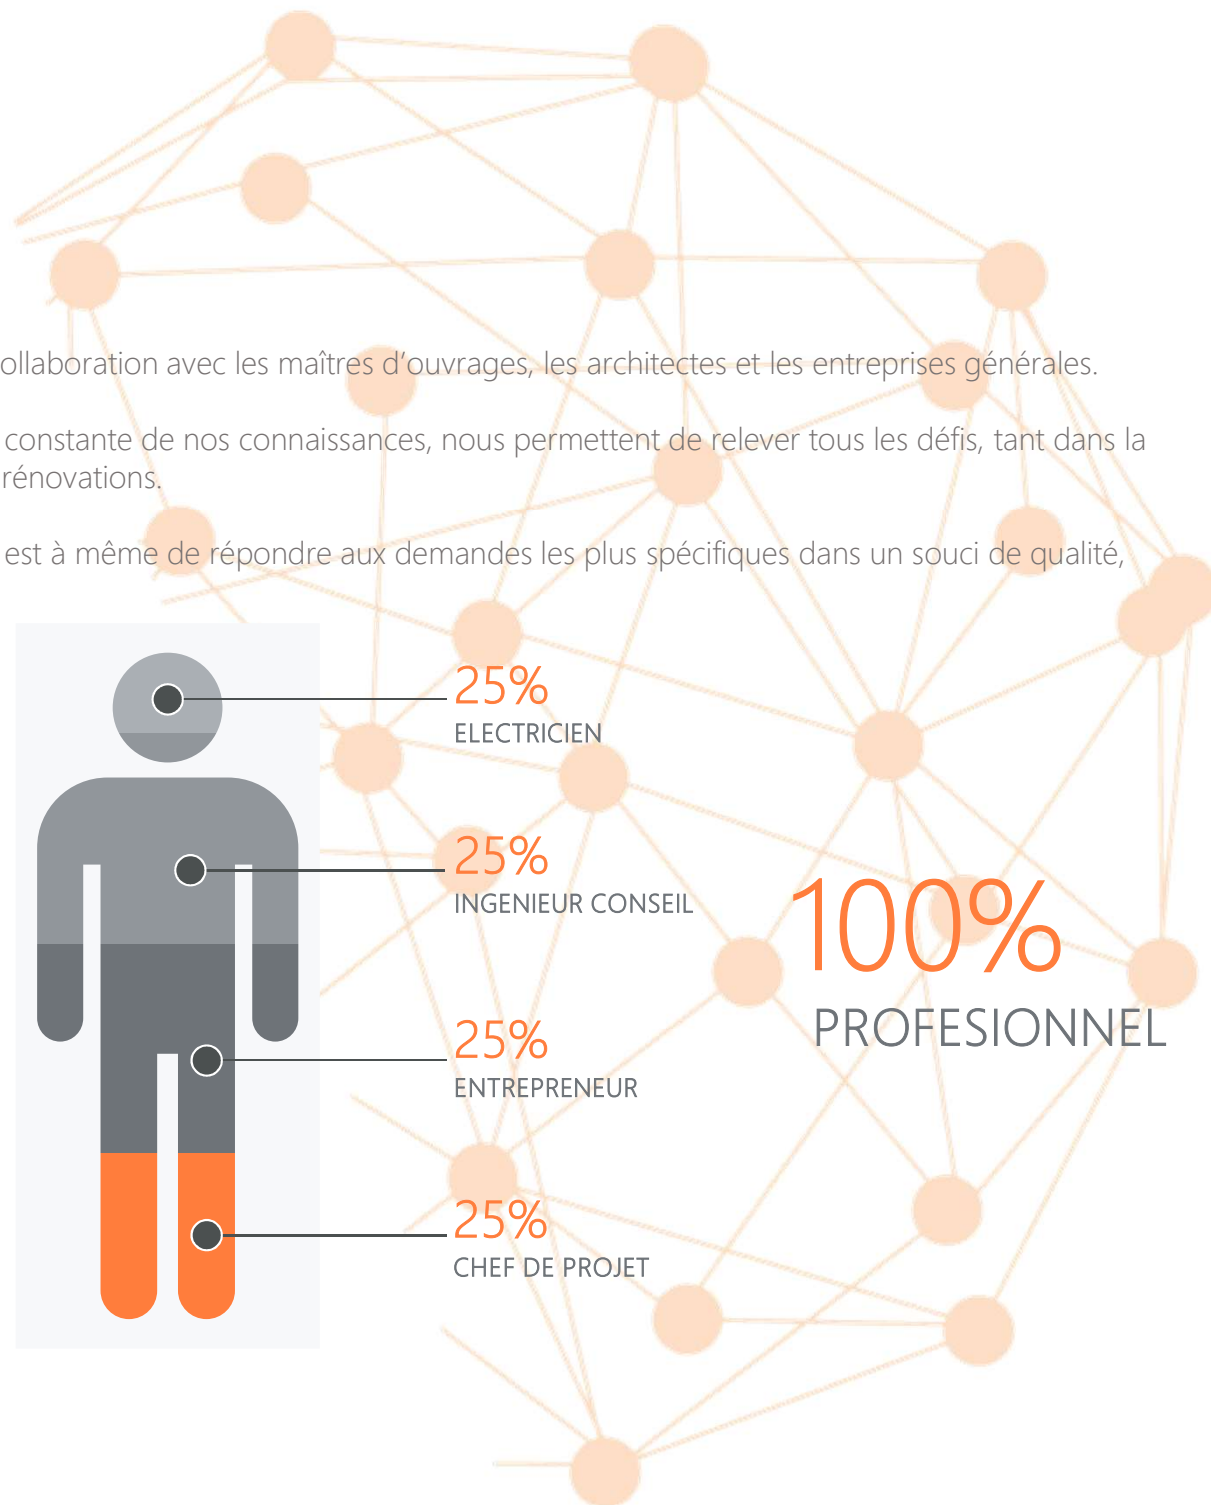 ollaboration avec les maîtres d'ouvrages, les architectes et les entreprises générales.
constante de nos connaissances, nous permettent de relever tous les défis, tant dans la
rénovations.
est à même de répondre aux demandes les plus spécifiques dans un souci de qualité,
25%
ELECTRICIEN
25%
INGENIEUR CONSEIL
100%
PROFESIONNEL
25%
ENTREPRENEUR
25%
CHEF DE PROJET